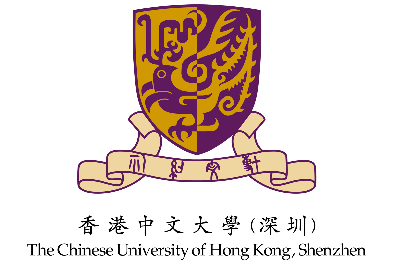 香港中文大學(深圳)
The Chinese University of Hong Kong, Shenzhen